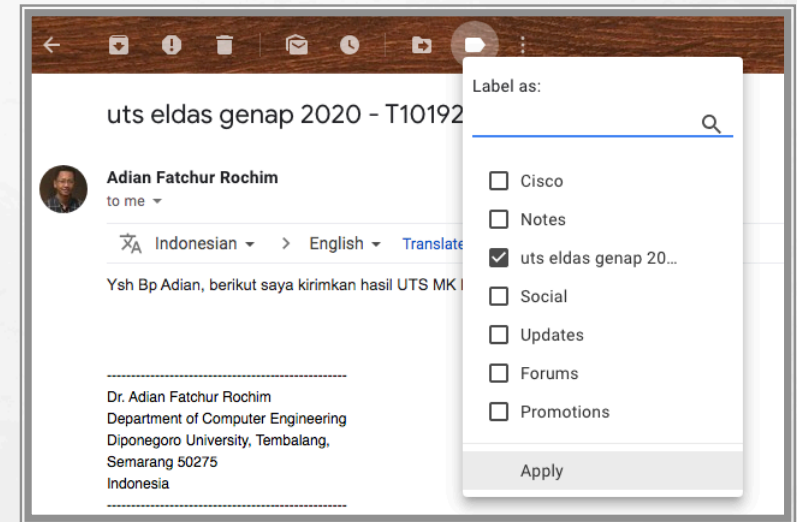 uts eldas genap 2020 - T10192
Adian Fatchur Rochim
to me
Indonesian > English Translate
Ysh Bp Adian, berikut saya kirimkan hasil UTS MK
--------------------------------------------------
Dr. Adian Fatchur Rochim
Department of Computer Engineering
Diponegoro University, Tembalang,
Semarang 50275
Indonesia
--------------------------------------------------
Label as:
Cisco
Notes
uts eldas genap 20...
Social
Updates
Forums
Promotions
Apply